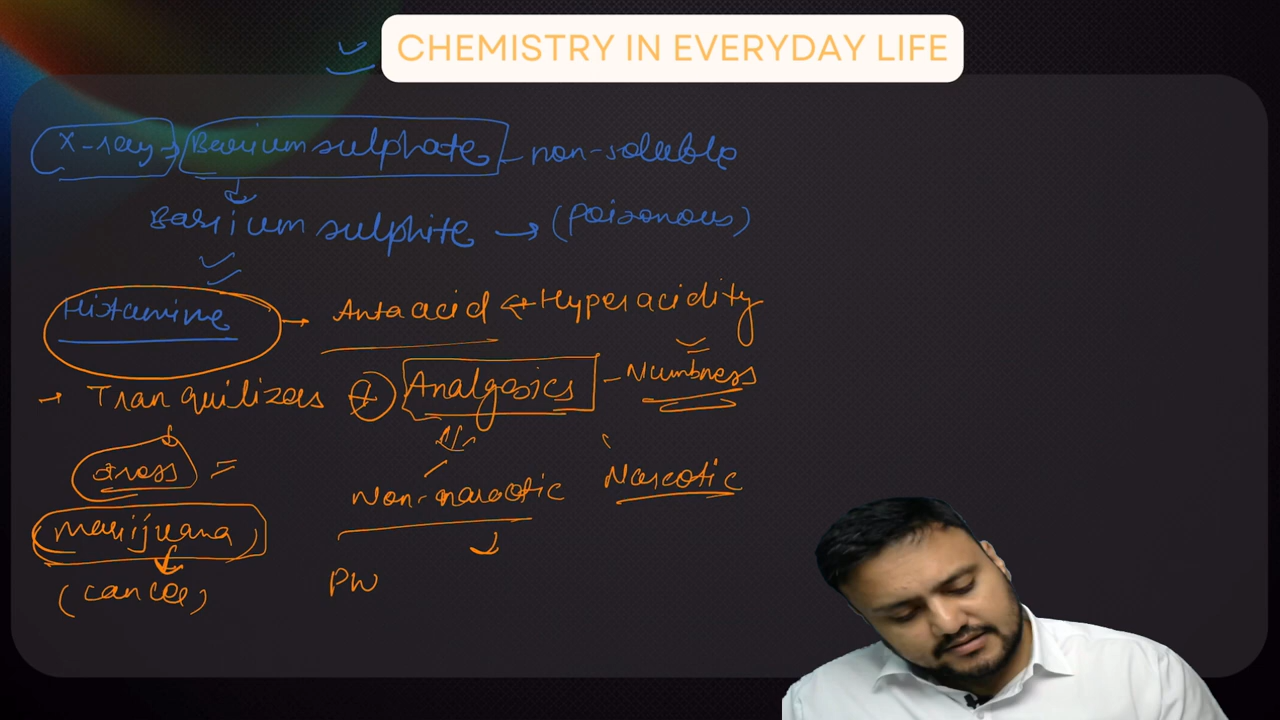 CHEMISTRY IN EVERYDAY LIFE
X-ray → Barium sulphate - non-soluble
Barium sulphite → (Poisonous)
Histamine → Antaacid ← Hyperacidity
→ Tranquilizers + Analgesics - Numbness
stress =
Non-narcotic Narcotic
marijuana
(cancer)
PW